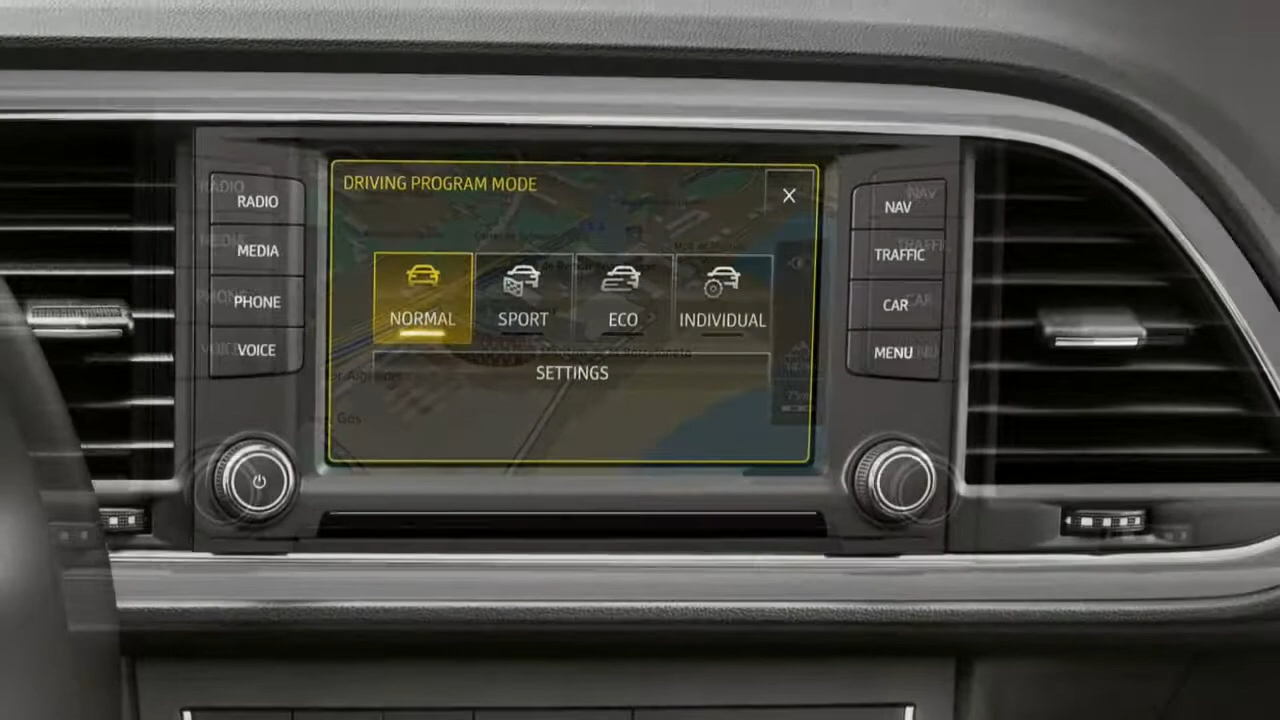 DRIVING PROGRAM MODE
RADIO
MEDIA
PHONE
VOICE
NORMAL
SPORT
ECO
INDIVIDUAL
SETTINGS
NAV
TRAFFIC
CAR
MENU